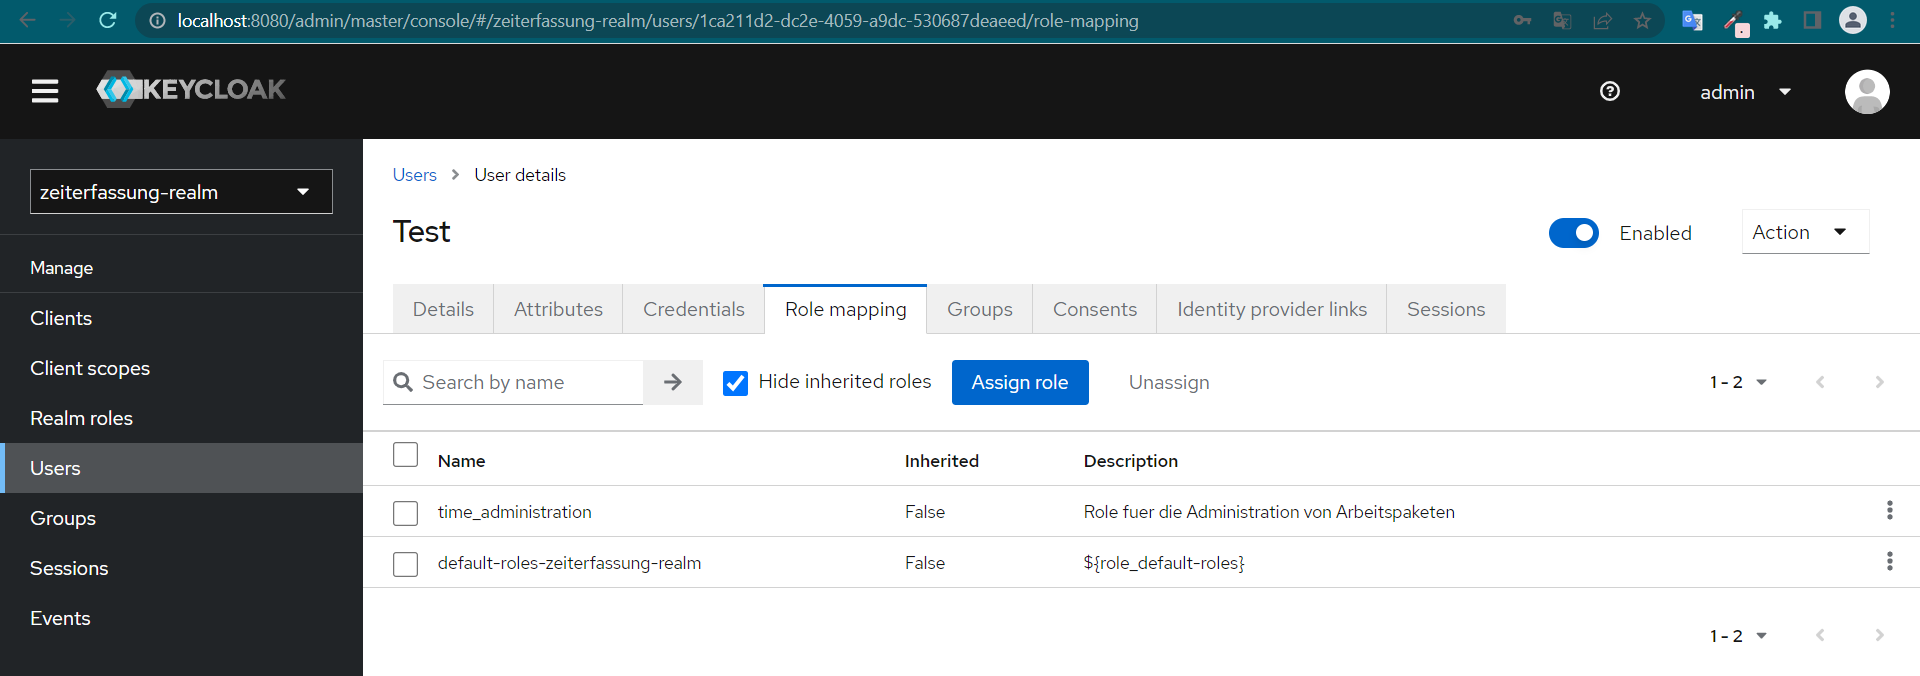 localhost:8080/admin/master/console/#/zeiterfassung-realm/users/1ca211d2-dc2e-4059-a9dc-530687deaeed/role-mapping
KEYCLOAK
admin
zeiterfassung-realm
Manage
Clients
Client scopes
Realm roles
Users
Groups
Sessions
Events
Users > User details
Test
Enabled
Action
Details Attributes Credentials Role mapping Groups Consents Identity provider links Sessions
Search by name Hide inherited roles Assign role Unassign 1 - 2
Name Inherited Description
time_administration False Role fuer die Administration von Arbeitspaketen
default-roles-zeiterfassung-realm False ${role_default-roles}
1 - 2